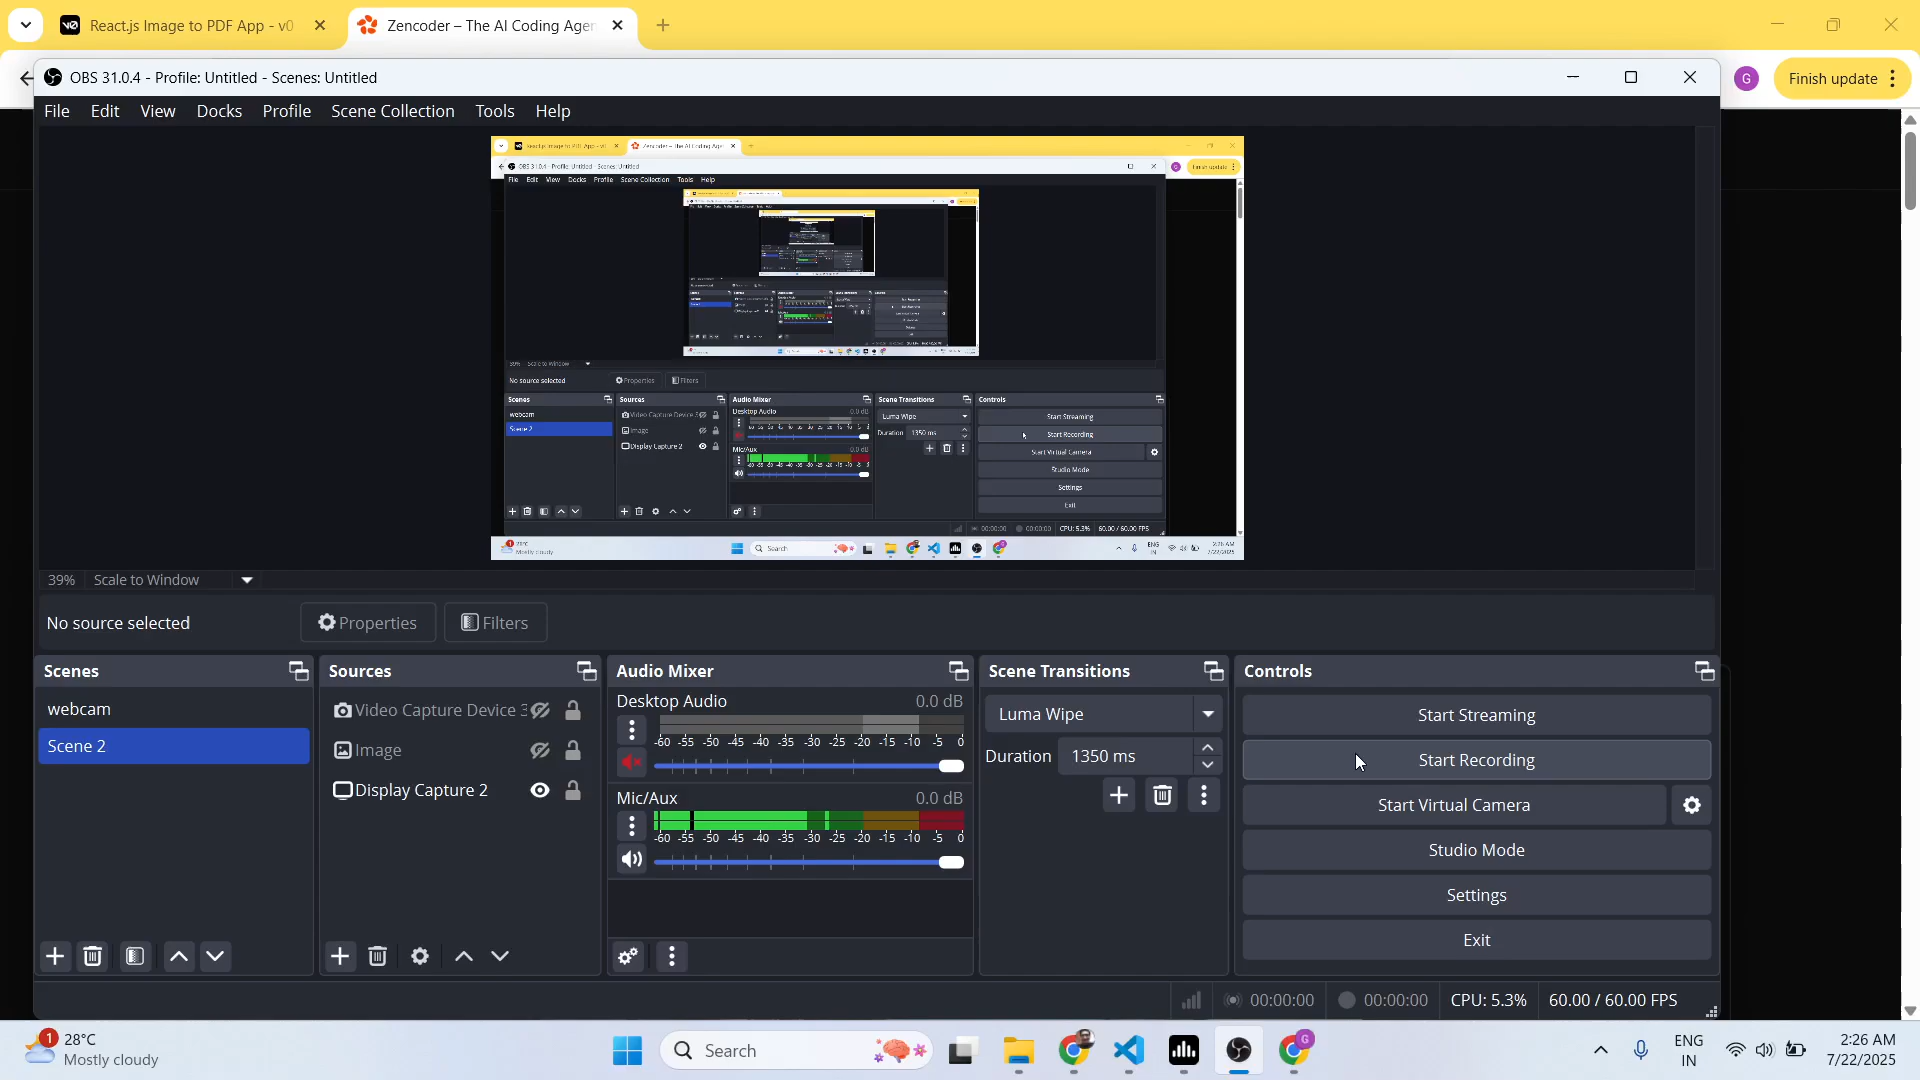 React.js Image to PDF App - v0
Zencoder – The AI Coding Agen
G
Finish update
OBS 31.0.4 - Profile: Untitled - Scenes: Untitled
File Edit View Docks Profile Scene Collection Tools Help
39% Scale to Window
No source selected
Properties
Filters
Scenes
webcam
Scene 2
Sources
Video Capture Device 3
Image
Display Capture 2
Audio Mixer
Desktop Audio 0.0 dB
-60 -55 -50 -45 -40 -35 -30 -25 -20 -15 -10 -5 0
Mic/Aux 0.0 dB
-60 -55 -50 -45 -40 -35 -30 -25 -20 -15 -10 -5 0
Scene Transitions
Luma Wipe
Duration 1350 ms
Controls
Start Streaming
Start Recording
Start Virtual Camera
Studio Mode
Settings
Exit
00:00:00 00:00:00 CPU: 5.3% 60.00 / 60.00 FPS
1
28°C
Mostly cloudy
Search
G
ENG
IN
2:26 AM
7/22/2025